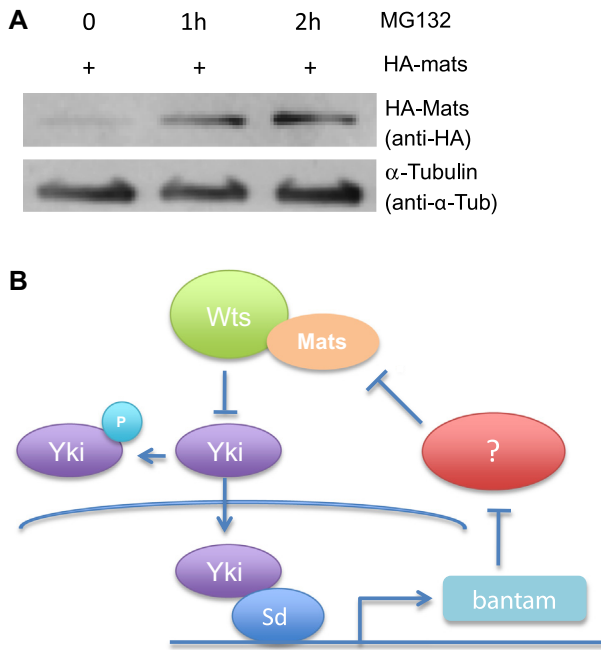 A
0 1h 2h MG132
+ + + HA-mats
HA-Mats
(anti-HA)
α-Tubulin
(anti-α-Tub)
B
Wts
Mats
P
Yki
Yki
?
Yki
Sd
bantam